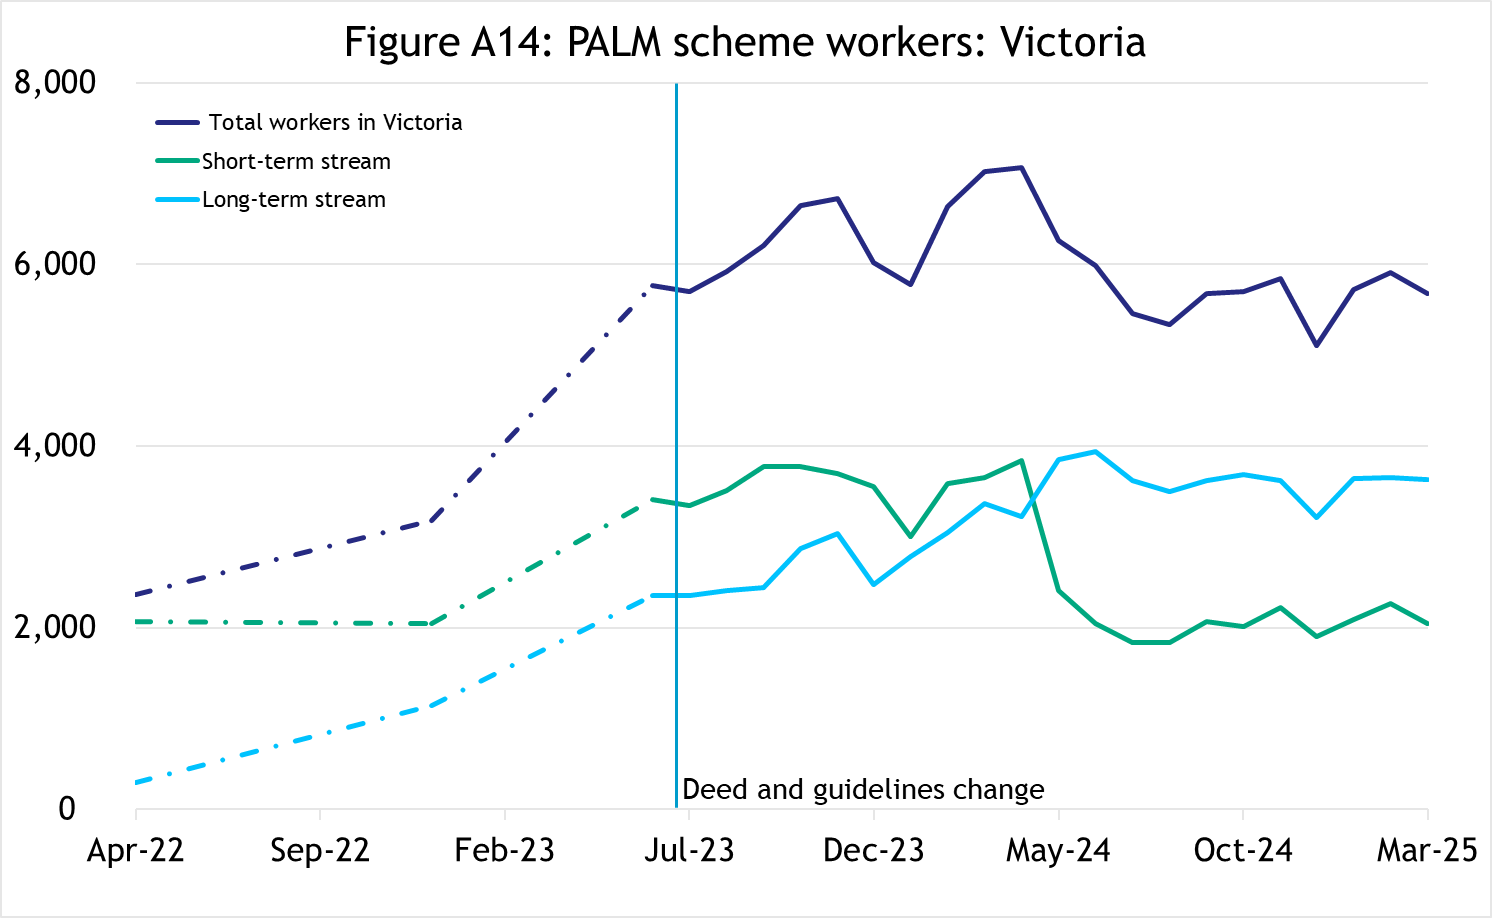 Figure A14: PALM scheme workers: Victoria
8,000
Total workers in Victoria
Short-term stream
Long-term stream
6,000
4,000
2,000
0
Deed and guidelines change
Apr-22 Sep-22 Feb-23 Jul-23 Dec-23 May-24 Oct-24 Mar-25